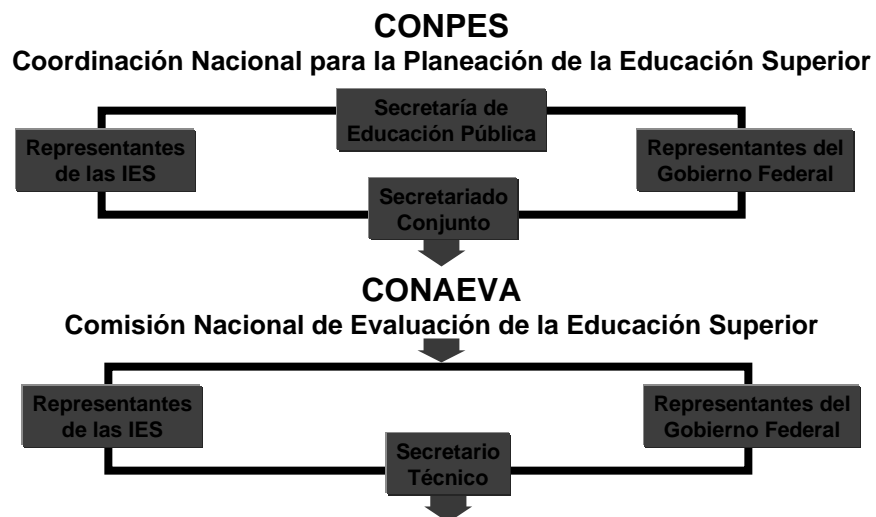 CONPES
Coordinación Nacional para la Planeación de la Educación Superior
Secretaría de
Educación Pública
Representantes
de las IES
Representantes del
Gobierno Federal
Secretariado
Conjunto
CONAEVA
Comisión Nacional de Evaluación de la Educación Superior
Representantes
de las IES
Representantes del
Gobierno Federal
Secretario
Técnico